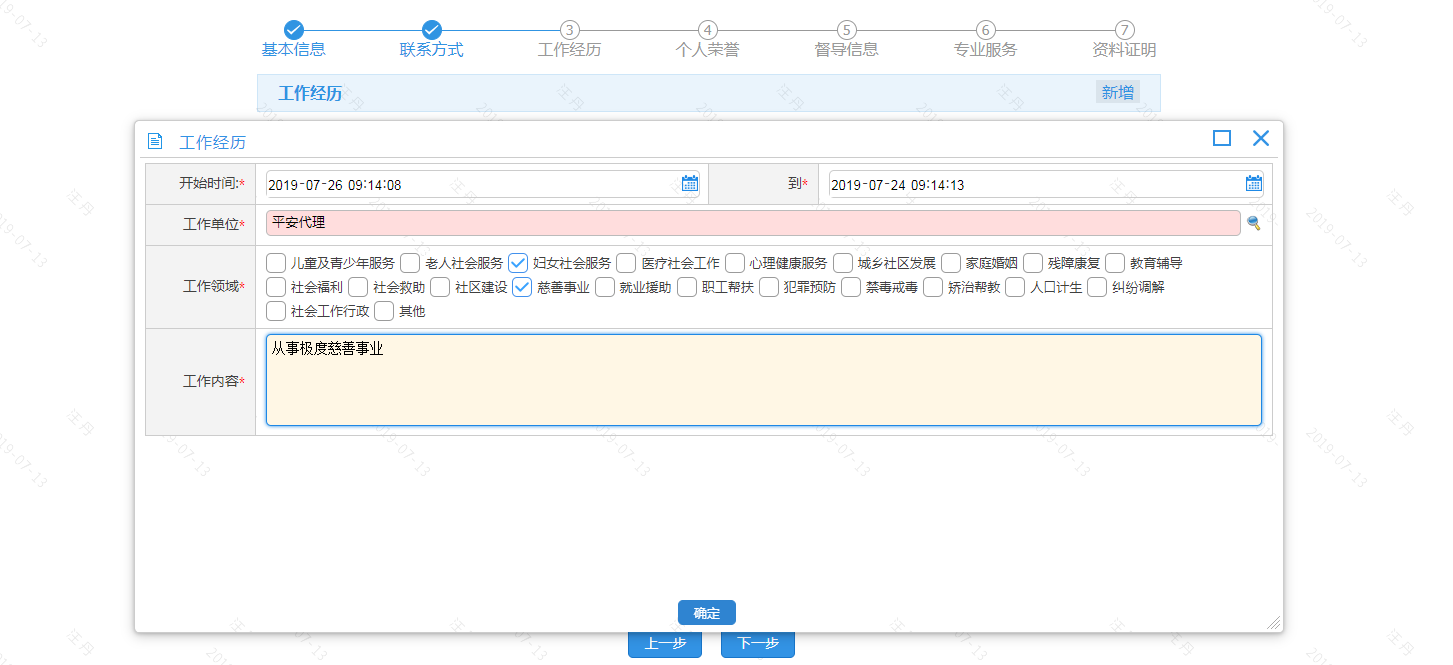 3 4 5 6 7
基本信息 联系方式 工作经历 个人荣誉 督导信息 专业服务 资料证明
工作经历 新增
工作经历
开始时间:* 2019-07-26 09:14:08 到* 2019-07-24 09:14:13
工作单位* 平安代理
工作领域*
儿童及青少年服务 老人社会服务 妇女社会服务 医疗社会工作 心理健康服务 城乡社区发展 家庭婚姻 残障康复 教育辅导
社会福利 社会救助 社区建设 慈善事业 就业援助 职工帮扶 犯罪预防 禁毒戒毒 矫治帮教 人口计生 纠纷调解
社会工作行政 其他
工作内容* 从事极度慈善事业
确定
上一步 下一步
汪丹
2019-07-13